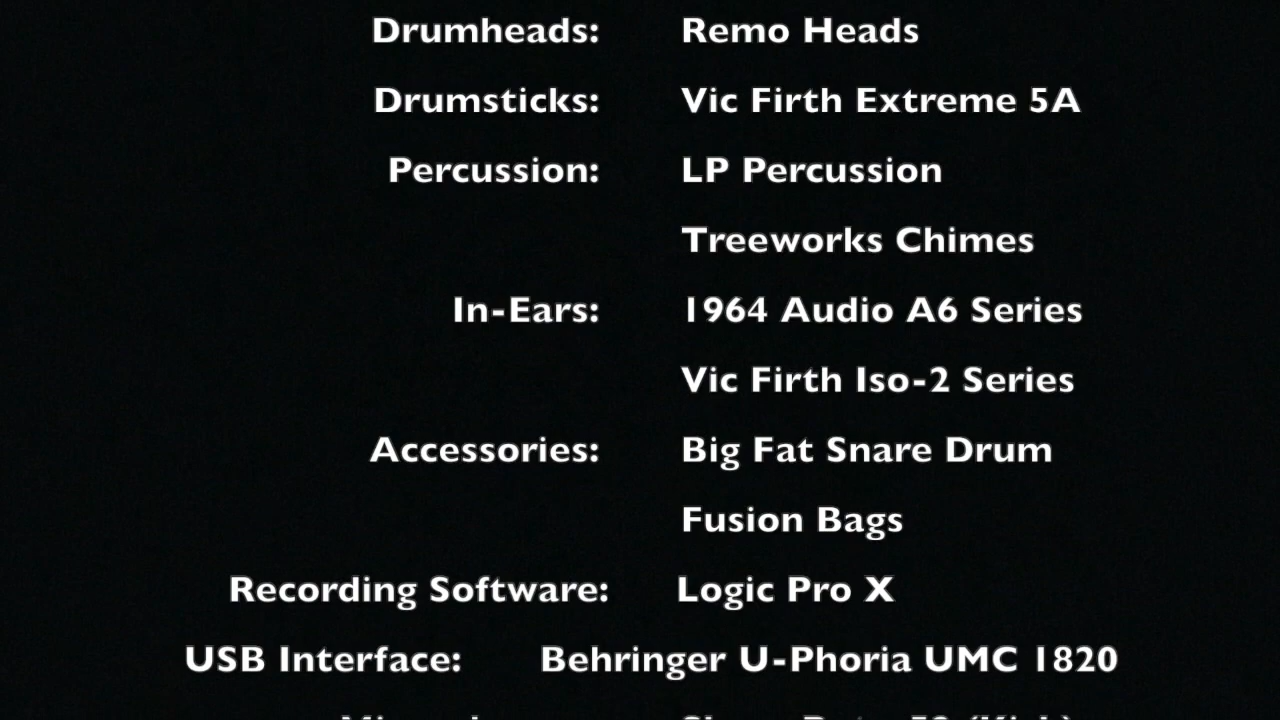 Drumheads: Remo Heads
Drumsticks: Vic Firth Extreme 5A
Percussion: LP Percussion
Treeworks Chimes
In-Ears: 1964 Audio A6 Series
Vic Firth Iso-2 Series
Accessories: Big Fat Snare Drum
Fusion Bags
Recording Software: Logic Pro X
USB Interface: Behringer U-Phoria UMC 1820